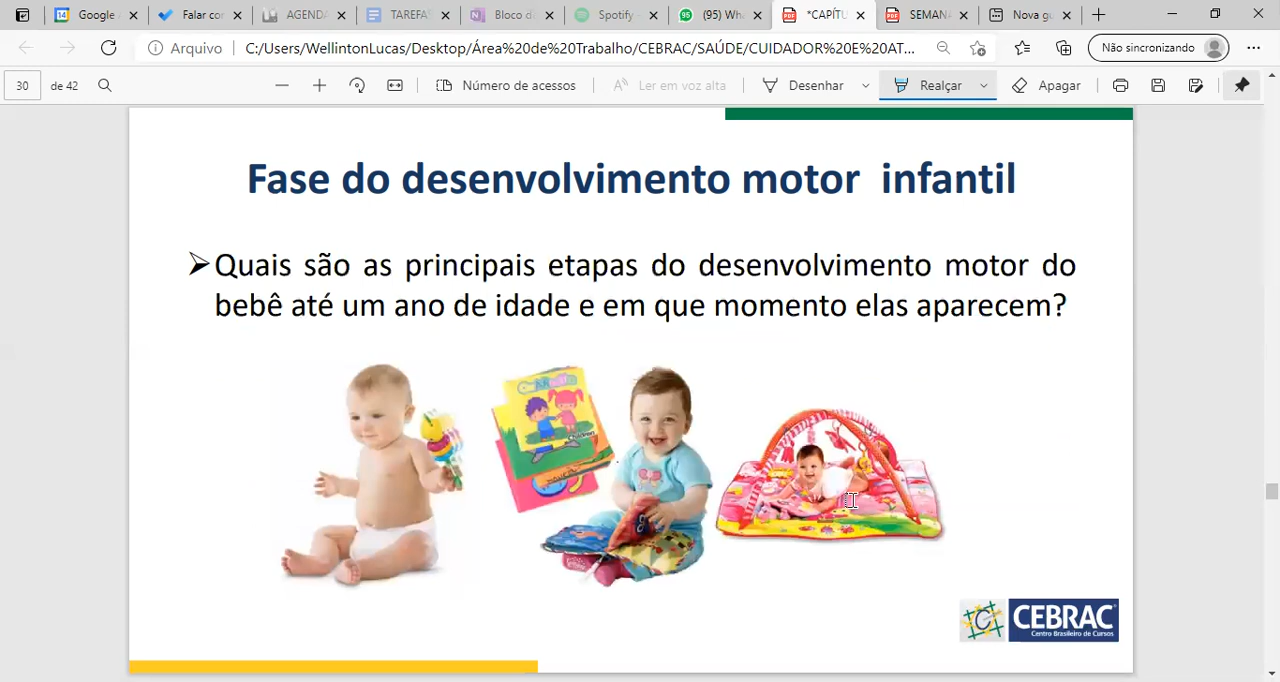 Google
Falar co
AGENDA
TAREFA
Bloco d
Spotify -
(95) Wh
*CAPÍTU
SEMAN
Nova gu
Arquivo
C:/Users/WellintonLucas/Desktop/Área%20de%20Trabalho/CEBRAC/SAÚDE/CUIDADOR%20E%20AT...
Não sincronizando
30 de 42
Número de acessos
Ler em voz alta
Desenhar
Realçar
Apagar
Fase do desenvolvimento motor infantil
Quais são as principais etapas do desenvolvimento motor do
bebê até um ano de idade e em que momento elas aparecem?
CEBRAC
Centro Brasileiro de Cursos